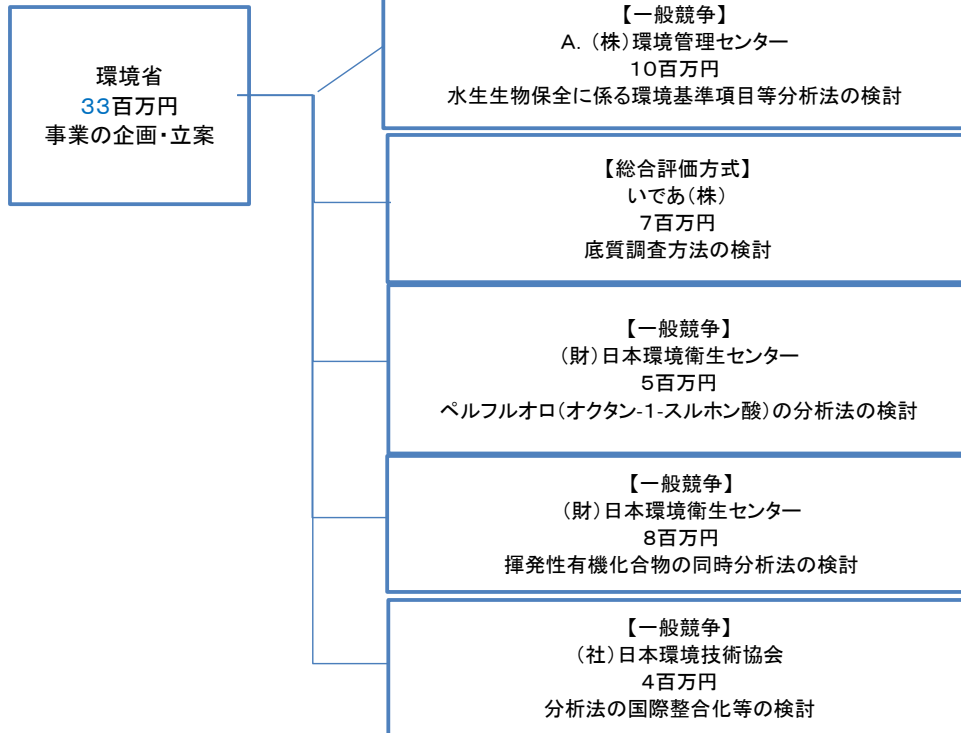 環境省
33百万円
事業の企画・立案
【一般競争】
A. (株)環境管理センター
10百万円
水生生物保全に係る環境基準項目等分析法の検討
【総合評価方式】
いであ(株)
7百万円
底質調査方法の検討
【一般競争】
(財)日本環境衛生センター
5百万円
ペルフルオロ(オクタン-1-スルホン酸)の分析法の検討
【一般競争】
(財)日本環境衛生センター
8百万円
揮発性有機化合物の同時分析法の検討
【一般競争】
(社)日本環境技術協会
4百万円
分析法の国際整合化等の検討